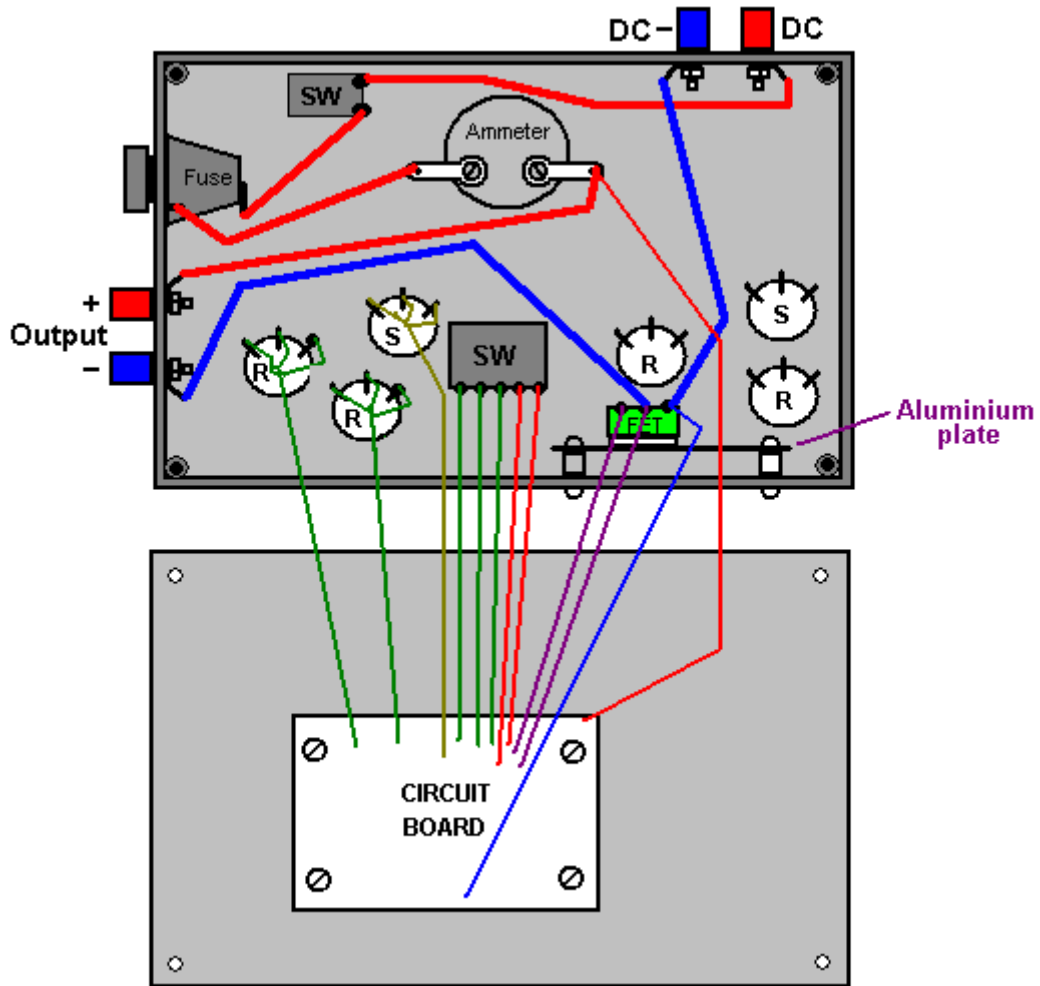 DC - DC
SW
Ammeter
Fuse
+
Output
-
S
S
R
R
SW
R
R
FET
Aluminium
plate
CIRCUIT
BOARD